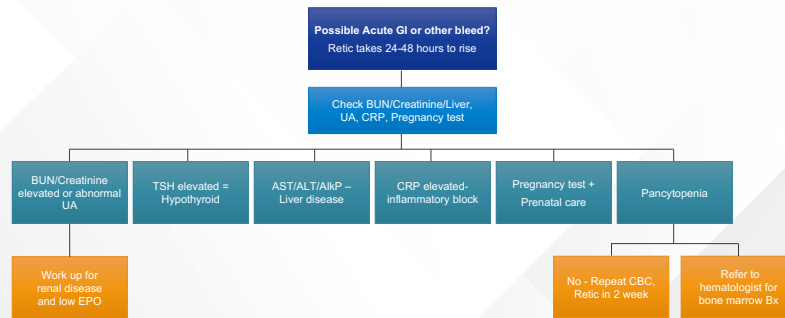 Possible Acute GI or other bleed?
Retic takes 24-48 hours to rise
Check BUN/Creatinine/Liver,
UA, CRP, Pregnancy test
BUN/Creatinine
elevated or abnormal
UA
TSH elevated =
Hypothyroid
AST/ALT/AlkP –
Liver disease
CRP elevated-
inflammatory block
Pregnancy test +
Prenatal care
Pancytopenia
Work up for
renal disease
and low EPO
No - Repeat CBC,
Retic in 2 week
Refer to
hematologist for
bone marrow Bx